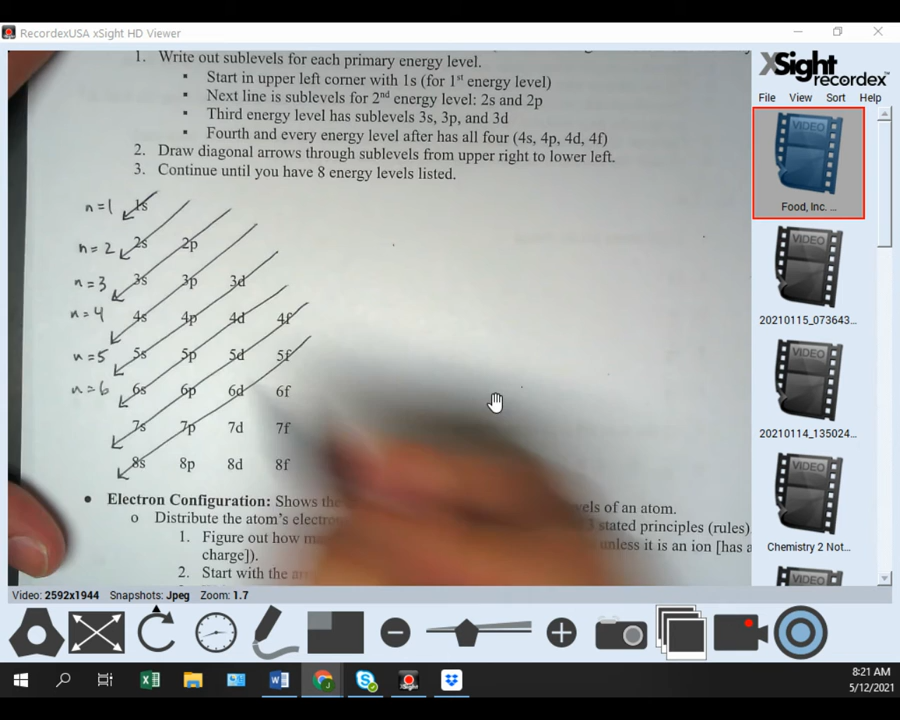 RecordexUSA xSight HD Viewer
XSight
recordex
File View Sort Help
1. Write out sublevels for each primary energy level.
▪ Start in upper left corner with 1s (for 1st energy level)
▪ Next line is sublevels for 2nd energy level: 2s and 2p
▪ Third energy level has sublevels 3s, 3p, and 3d
▪ Fourth and every energy level after has all four (4s, 4p, 4d, 4f)
2. Draw diagonal arrows through sublevels from upper right to lower left.
3. Continue until you have 8 energy levels listed.
n=1 1s
n=2 2s 2p
n=3 3s 3p 3d
n=4 4s 4p 4d 4f
n=5 5s 5p 5d 5f
n=6 6s 6p 6d 6f
7s 7p 7d 7f
8s 8p 8d 8f
• Electron Configuration: Shows the els of an atom.
o Distribute the atom's electro 3 stated principles (rules)
1. Figure out how m unless it is an ion [has a
charge]).
2. Start with the
VIDEO
Food, Inc. ...
VIDEO
20210115_073643...
VIDEO
20210114_135024...
VIDEO
Chemistry 2 Not...
VIDEO
Video: 2592x1944 Snapshots: Jpeg Zoom: 1.7
8:21 AM
5/12/2021